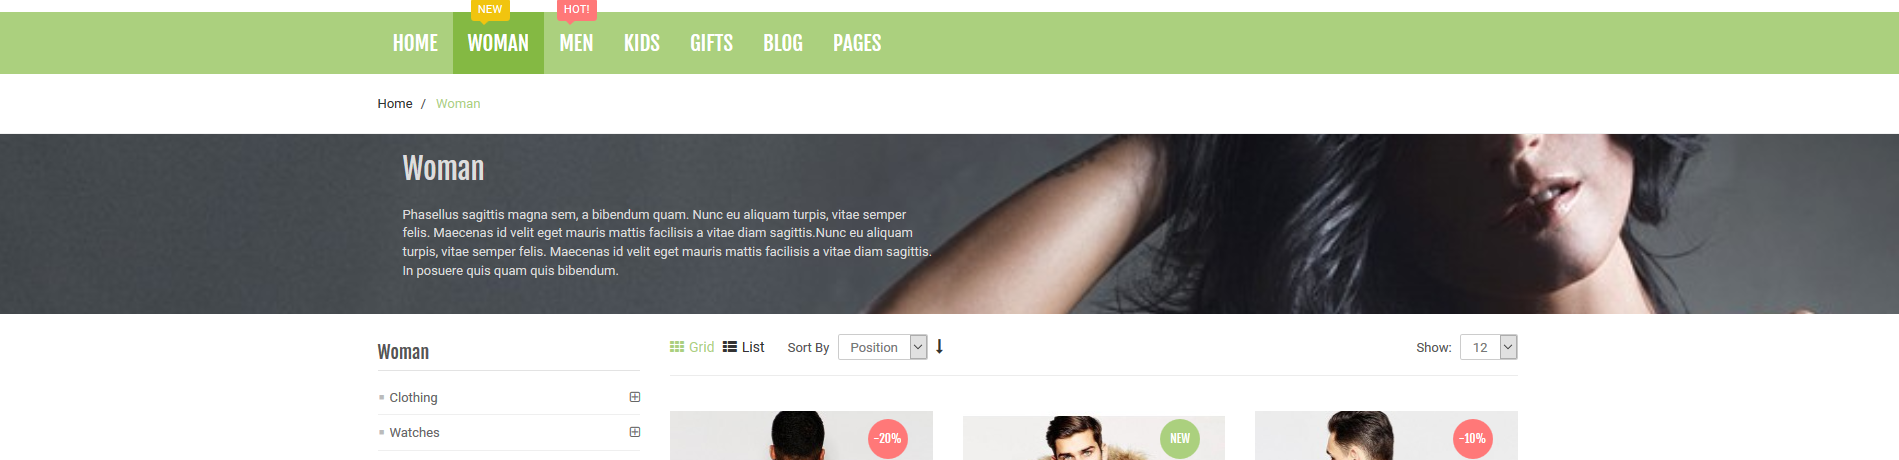 NEW HOT!
HOME WOMAN MEN KIDS GIFTS BLOG PAGES
Home / Woman
Woman
Phasellus sagittis magna sem, a bibendum quam. Nunc eu aliquam turpis, vitae semper
felis. Maecenas id velit eget mauris mattis facilisis a vitae diam sagittis.Nunc eu aliquam
turpis, vitae semper felis. Maecenas id velit eget mauris mattis facilisis a vitae diam sagittis.
In posuere quis quam quis bibendum.
Woman
Clothing
Watches
Grid List Sort By Position Show: 12
-20% NEW -10%